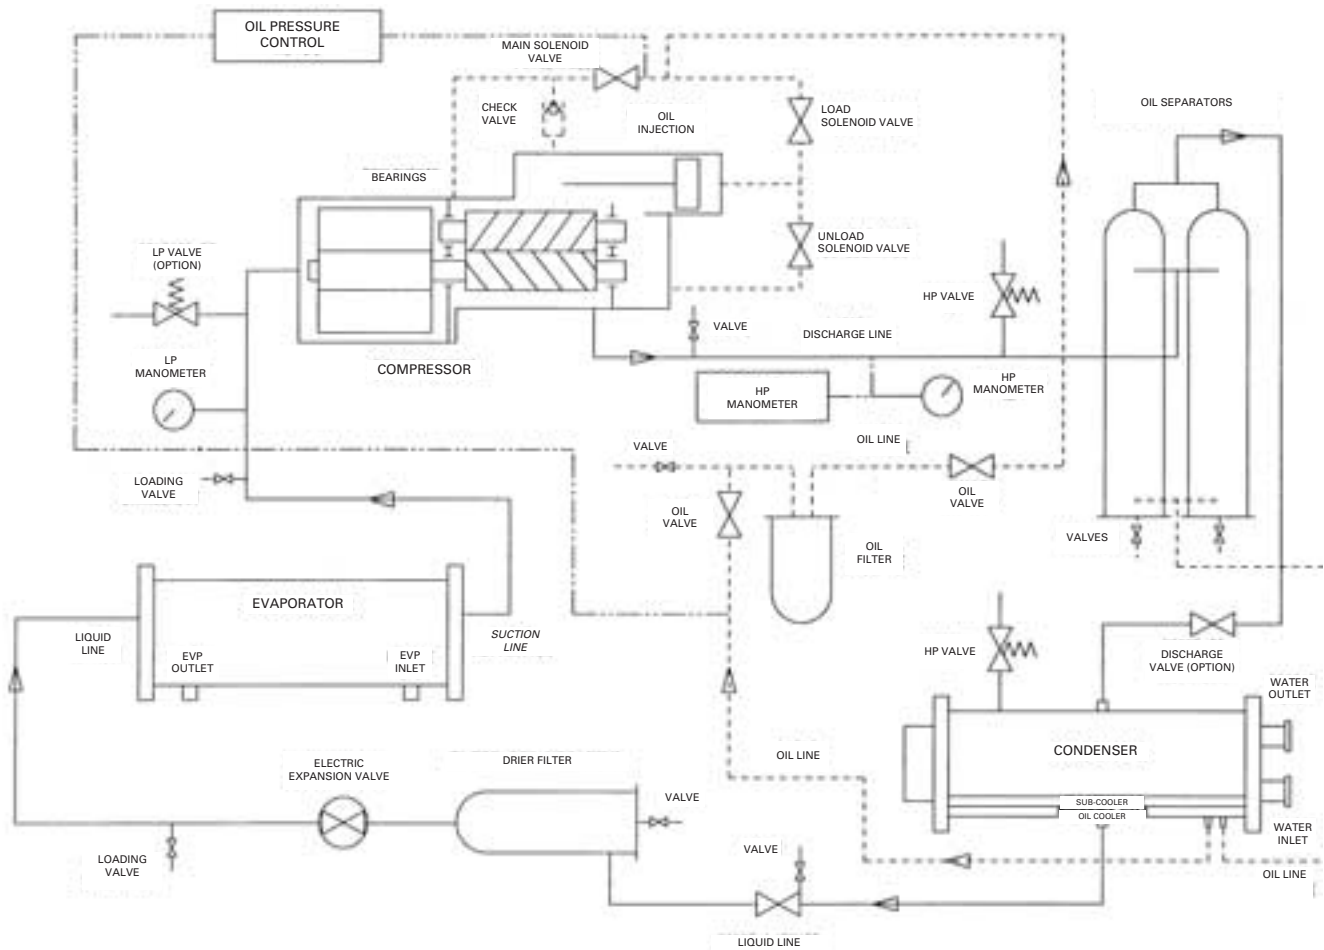 OIL PRESSURE
CONTROL
MAIN SOLENOID
VALVE
CHECK
VALVE
OIL
INJECTION
LOAD
SOLENOID VALVE
OIL SEPARATORS
BEARINGS
LP VALVE
(OPTION)
UNLOAD
SOLENOID VALVE
HP VALVE
VALVE
DISCHARGE LINE
LP
MANOMETER
COMPRESSOR
HP
MANOMETER
HP
MANOMETER
VALVE
OIL LINE
LOADING
VALVE
OIL
VALVE
OIL
VALVE
OIL
FILTER
VALVES
EVAPORATOR
LIQUID
LINE
EVP
OUTLET
EVP
INLET
SUCTION
LINE
HP VALVE
DISCHARGE
VALVE (OPTION)
WATER
OUTLET
CONDENSER
SUB-COOLER
OIL COOLER
WATER
INLET
OIL LINE
OIL LINE
ELECTRIC
EXPANSION VALVE
DRIER FILTER
VALVE
LOADING
VALVE
VALVE
LIQUID LINE